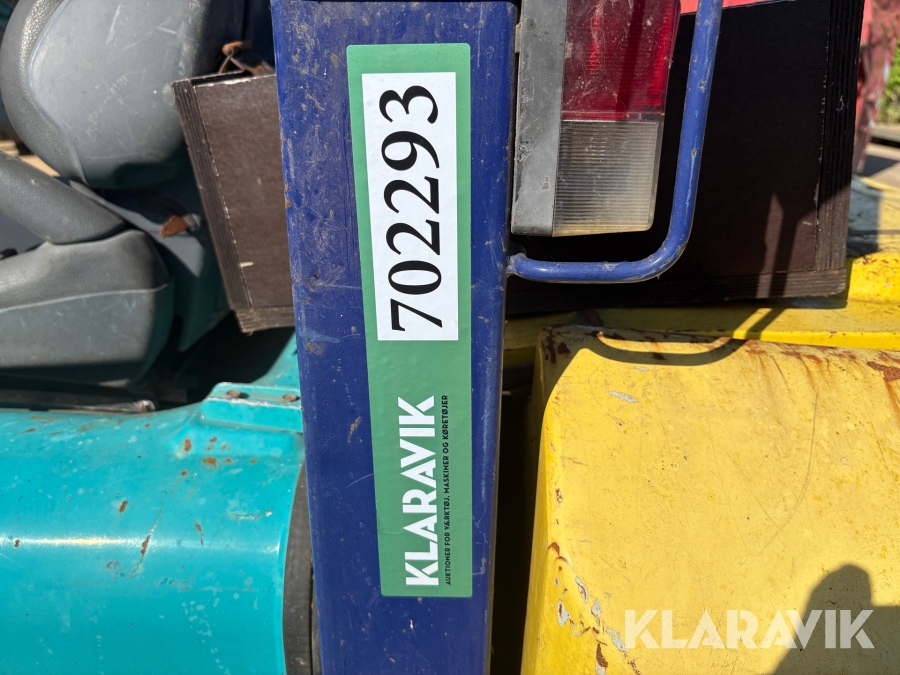 702293
KLARAVIK
AUKTIONER FOR VÆRKTØJ, MASKINER OG KØRETØJER
KLARAVIK